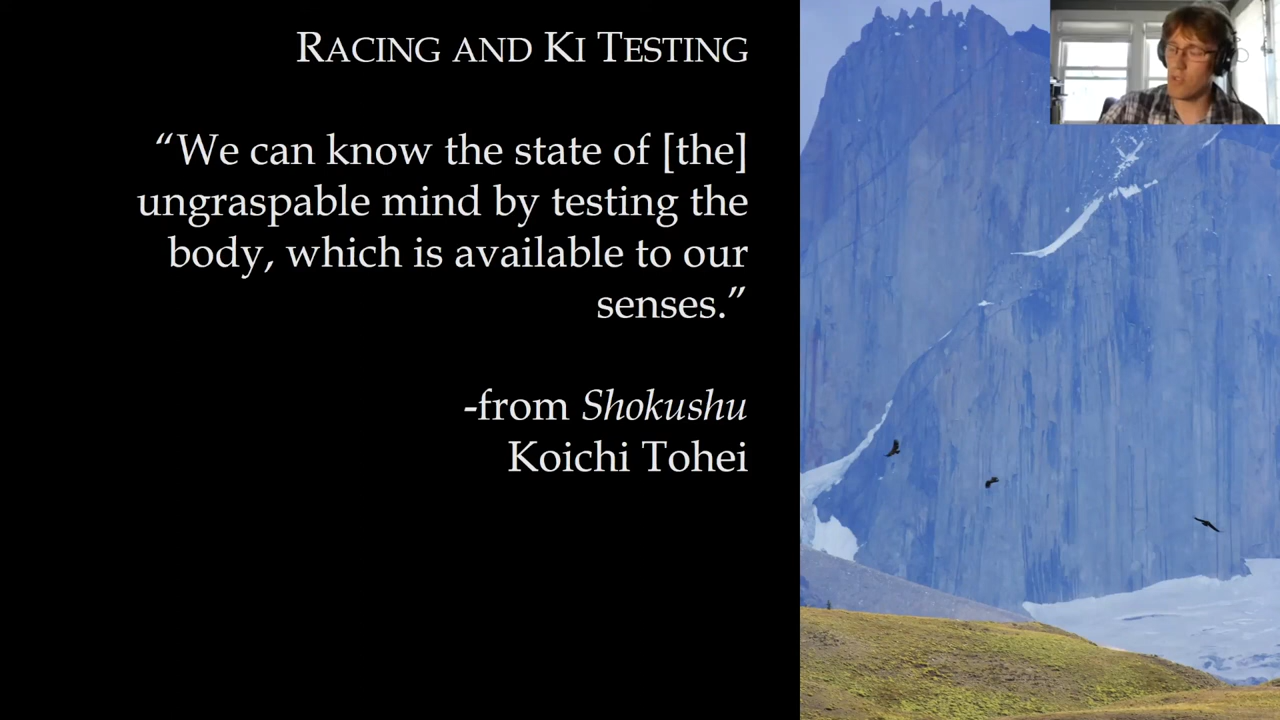 RACING AND KI TESTING
“We can know the state of [the]
ungraspable mind by testing the
body, which is available to our
senses.”
-from Shokushu
Koichi Tohei